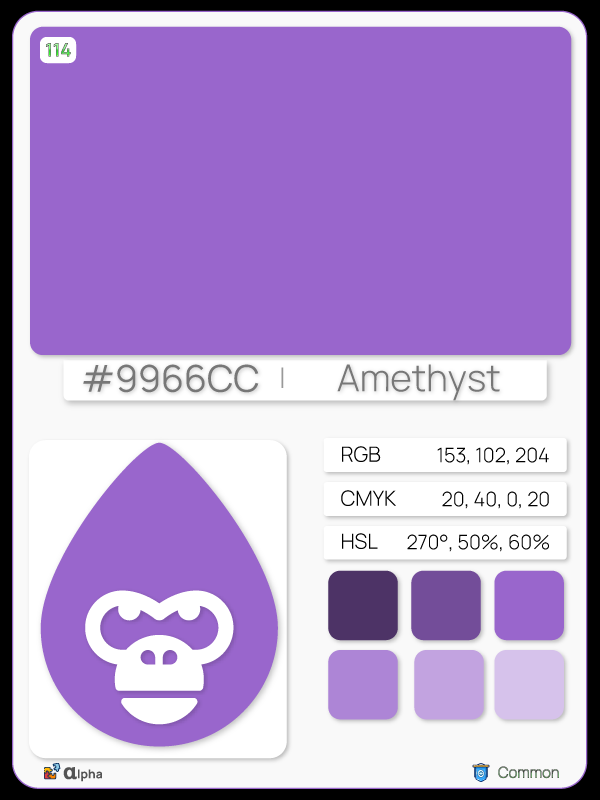 114
#9966CC | Amethyst
RGB 153, 102, 204
CMYK 20, 40, 0, 20
HSL 270°, 50%, 60%
αlpha Common